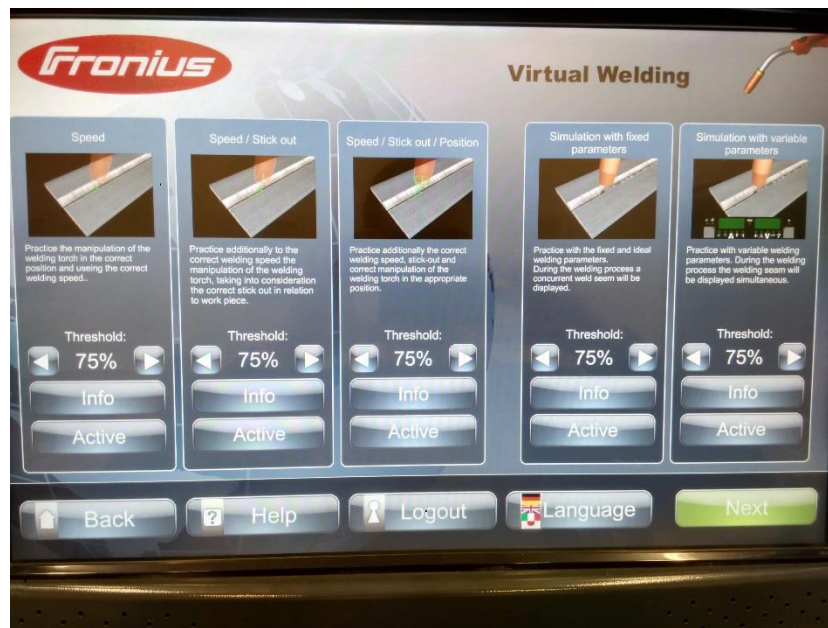 Fronius
Virtual Welding
Speed
Practice the manipulation of the
welding torch in the correct
position and useing the correct
welding speed..
Threshold:
75%
Info
Active
Speed / Stick out
Practice additionally to the
correct welding speed the
manipulation of the welding
torch, taking into consideration
the correct stick out in relation
to work piece.
Threshold:
75%
Info
Active
Speed / Stick out / Position
Practice additionally the correct
welding speed, stick-out and
correct manipulation of the
welding torch in the appropriate
position.
Threshold:
75%
Info
Active
Simulation with fixed
parameters
Practice with the fixed and ideal
welding parameters.
During the welding process a
concurrent weld seem will be
displayed.
Threshold:
75%
Info
Active
Simulation with variable
parameters
A V
Practice with variable welding
parameters. During the welding
process the welding seam will
be displayed simultaneous.
Threshold:
75%
Info
Active
Back
? Help
Logout
Language
Next